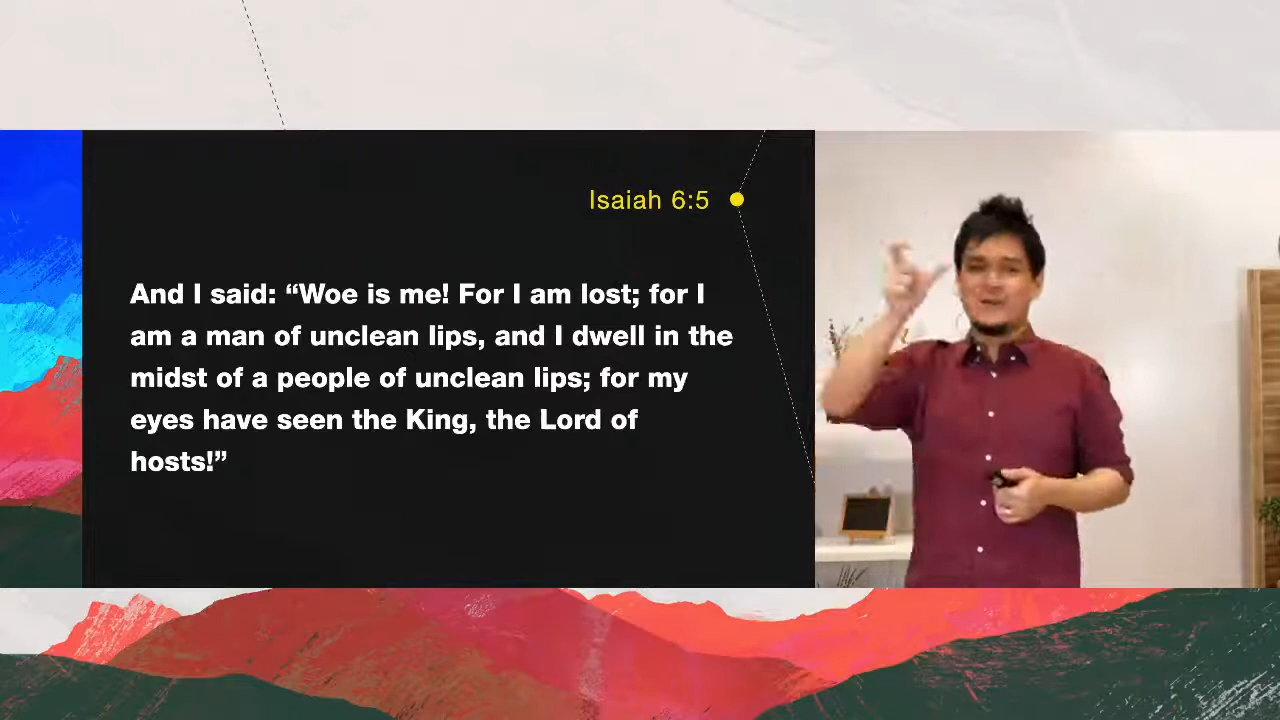 Isaiah 6:5
And I said: “Woe is me! For I am lost; for I
am a man of unclean lips, and I dwell in the
midst of a people of unclean lips; for my
eyes have seen the King, the Lord of
hosts!”